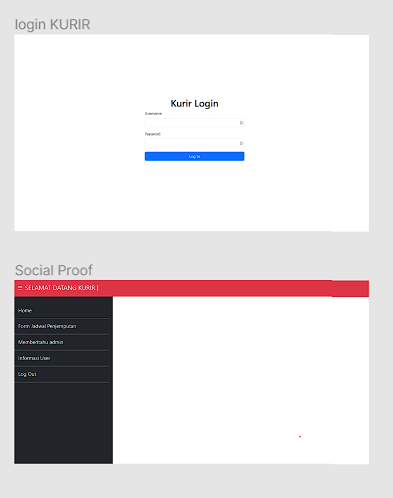 login KURIR
Kurir Login
Username
Password
Log In
Social Proof
SELAMAT DATANG KURIR |
Home
Form Jadwal Penjemputan
Memberitahu admin
Informasi User
Log Out